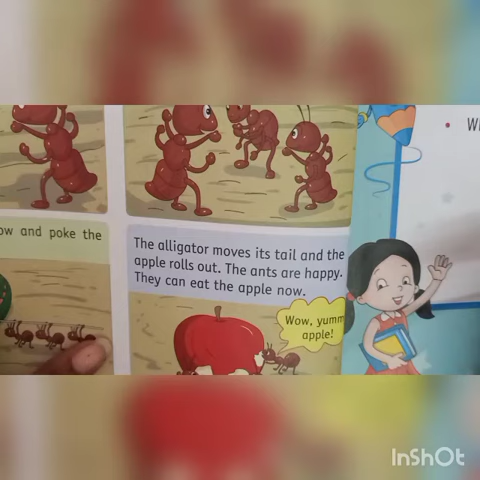 ow and poke the
The alligator moves its tail and the
apple rolls out. The ants are happy.
They can eat the apple now.
Wow, yumm
apple!
InShOt